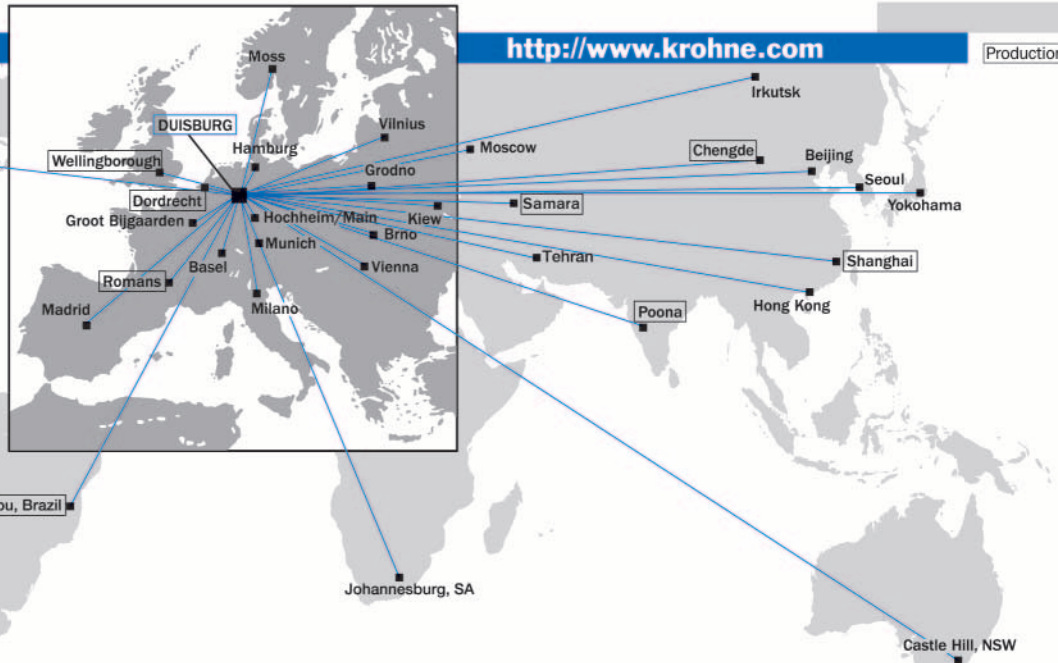 http://www.krohne.com
Production
Moss
Irkutsk
DUISBURG
Vilnius
Hamburg
Moscow
Chengde
Beijing
Wellingborough
Grodno
Seoul
Dordrecht
Samara
Yokohama
Groot Bijgaarden
Hochheim/Main
Kiew
Brno
Munich
Tehran
Shanghai
Basel
Vienna
Romans
Madrid
Milano
Poona
Hong Kong
ou, Brazil
Johannesburg, SA
Castle Hill, NSW